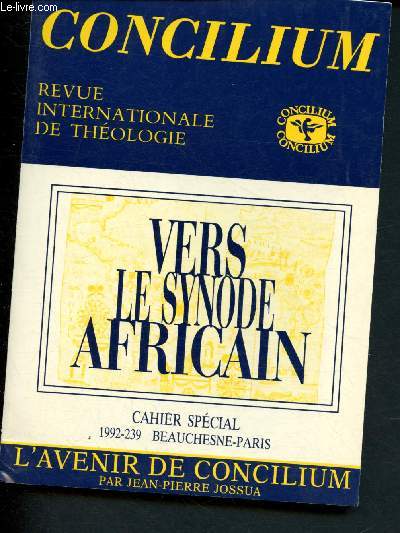 Le-livre.com
CONCILIUM
REVUE
INTERNATIONALE
DE THÉOLOGIE
CONCILIUM
CONCILIUM
VERS
LE SYNODE
AFRICAIN
CAHIER SPÉCIAL
1992-239 BEAUCHESNE-PARIS
L'AVENIR DE CONCILIUM
PAR JEAN-PIERRE JOSSUA